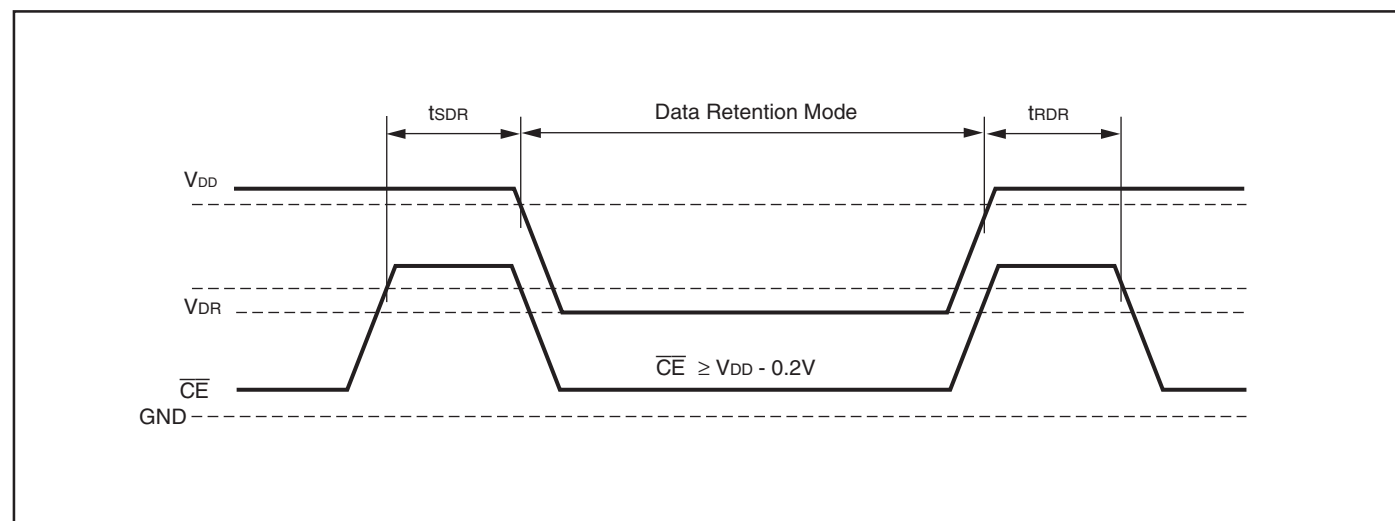 tSDR Data Retention Mode tRDR
VDD
VDR
CE ≥ VDD - 0.2V
CE
GND